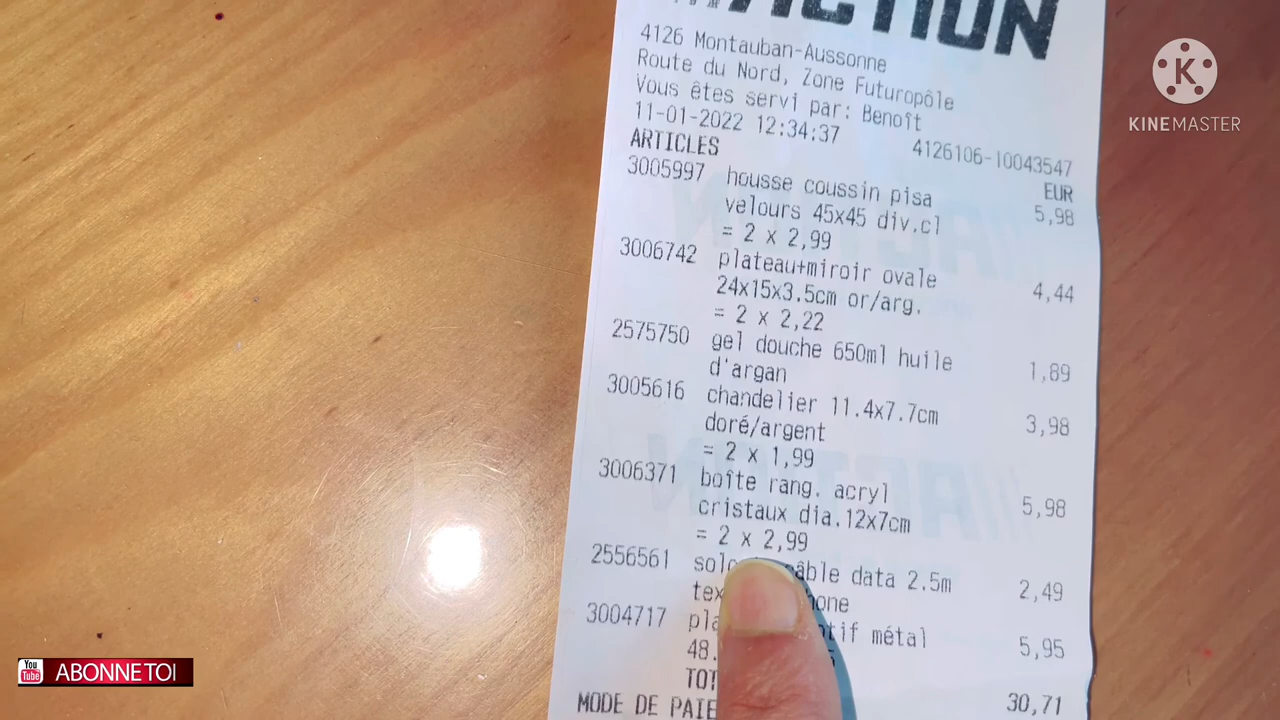 ACTION
4126 Montauban-Aussonne
Route du Nord, Zone Futuropôle
Vous êtes servi par: Benoît
11-01-2022 12:34:37 4126106-10043547
ARTICLES EUR
3005997 housse coussin pisa 5,98
velours 45x45 div.cl
= 2 x 2,99
3006742 plateau+miroir ovale 4,44
24x15x3.5cm or/arg.
= 2 x 2,22
2575750 gel douche 650ml huile 1,89
d'argan
3005616 chandelier 11.4x7.7cm 3,98
doré/argent
= 2 x 1,99
3006371 boîte rang. acryl 5,98
cristaux dia.12x7cm
= 2 x 2,99
2556561 câble data 2.5m 2,49
3004717 métal 5,95
30,71
MODE DE
KINEMASTER
You Tube ABONNE TOI